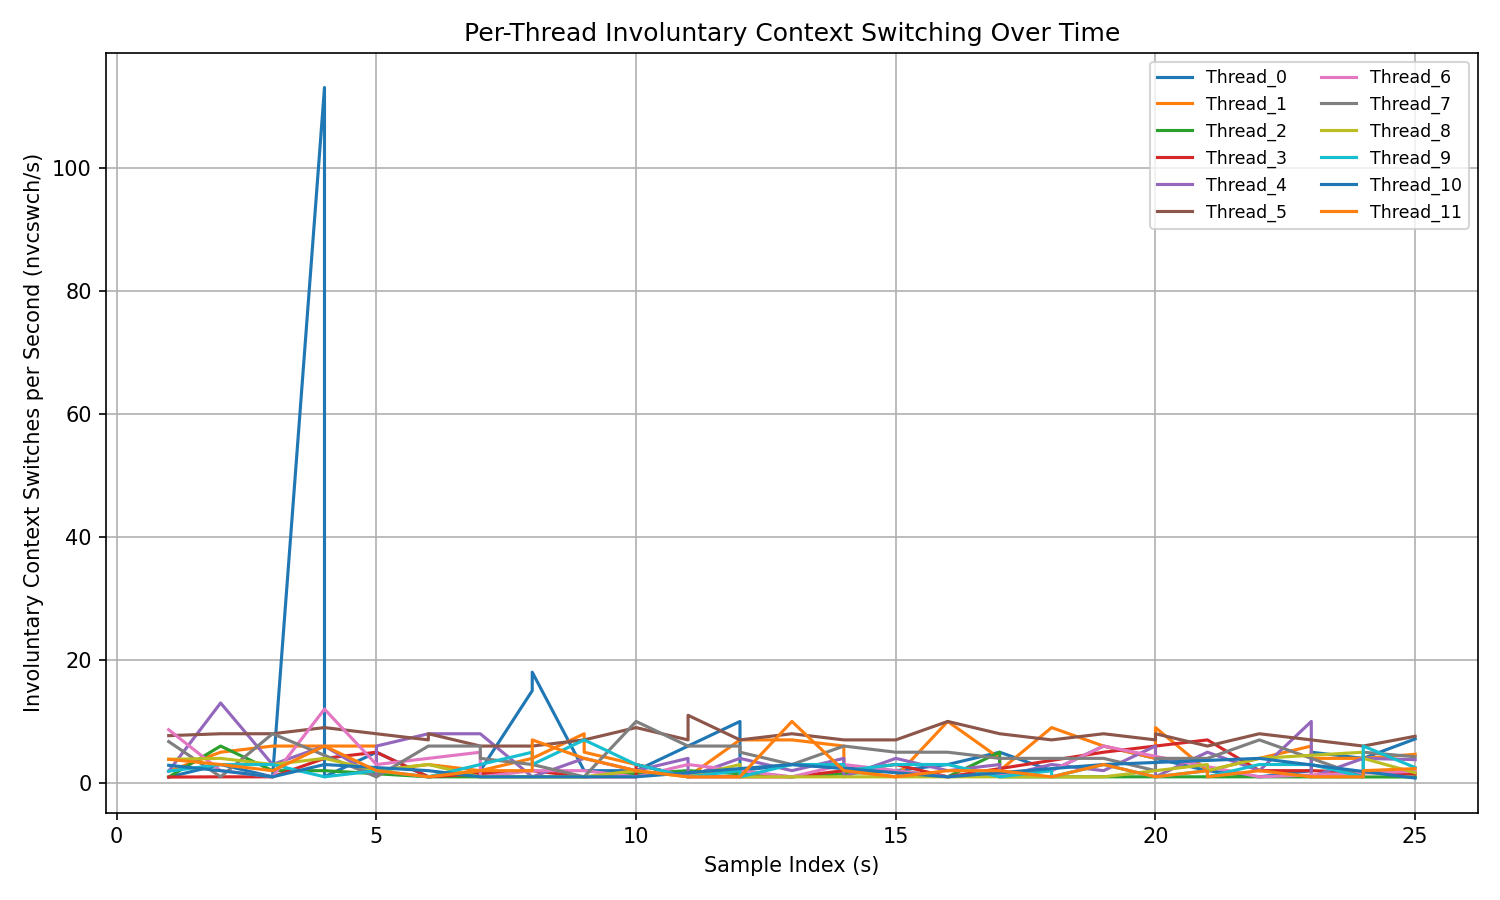 Per-Thread Involuntary Context Switching Over Time
Involuntary Context Switches per Second (nvcswch/s)
100
80
60
40
20
0
Thread_0
Thread_1
Thread_2
Thread_3
Thread_4
Thread_5
Thread_6
Thread_7
Thread_8
Thread_9
Thread_10
Thread_11
0 5 10 15 20 25
Sample Index (s)